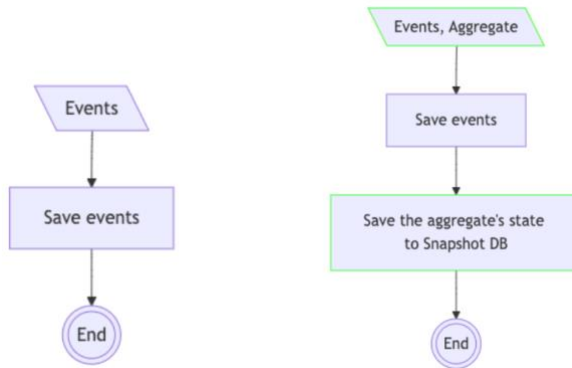 Events
Save events
End
Events, Aggregate
Save events
Save the aggregate's state
to Snapshot DB
End